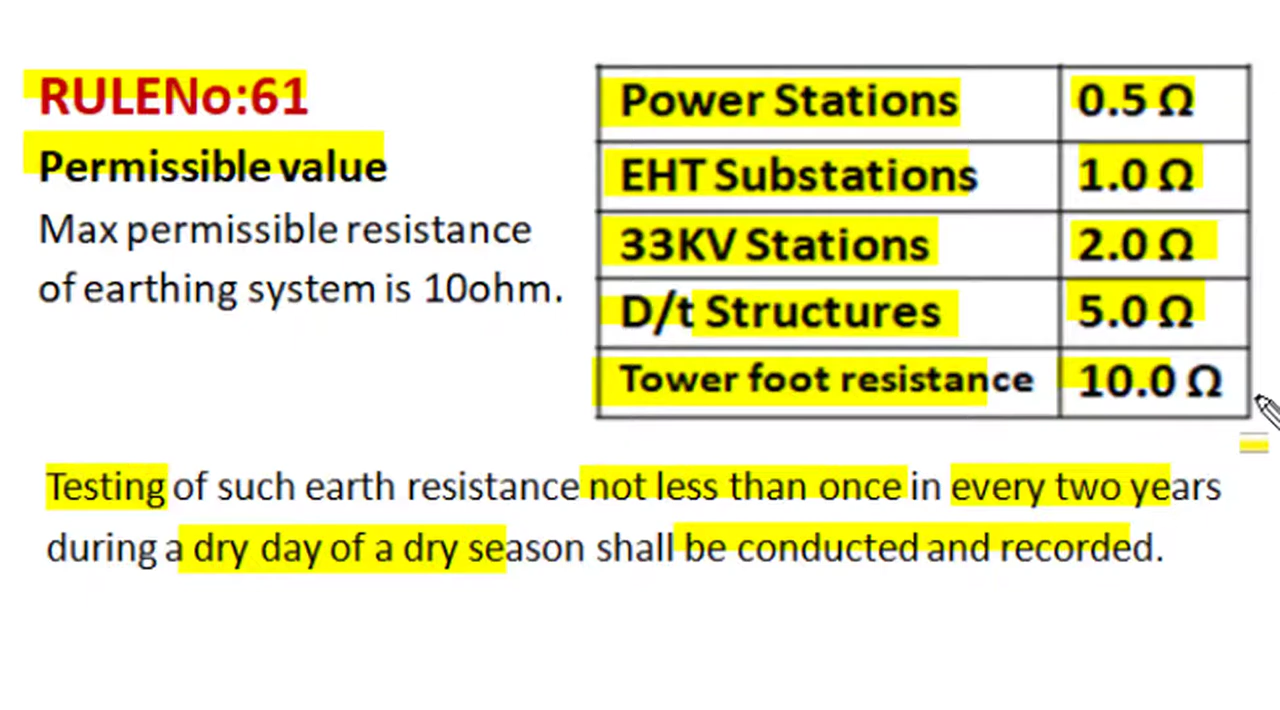 RULENo:61
Permissible value
Max permissible resistance
of earthing system is 10ohm.
Power Stations 0.5 Ω
EHT Substations 1.0 Ω
33KV Stations 2.0 Ω
D/t Structures 5.0 Ω
Tower foot resistance 10.0 Ω
Testing of such earth resistance not less than once in every two years
during a dry day of a dry season shall be conducted and recorded.